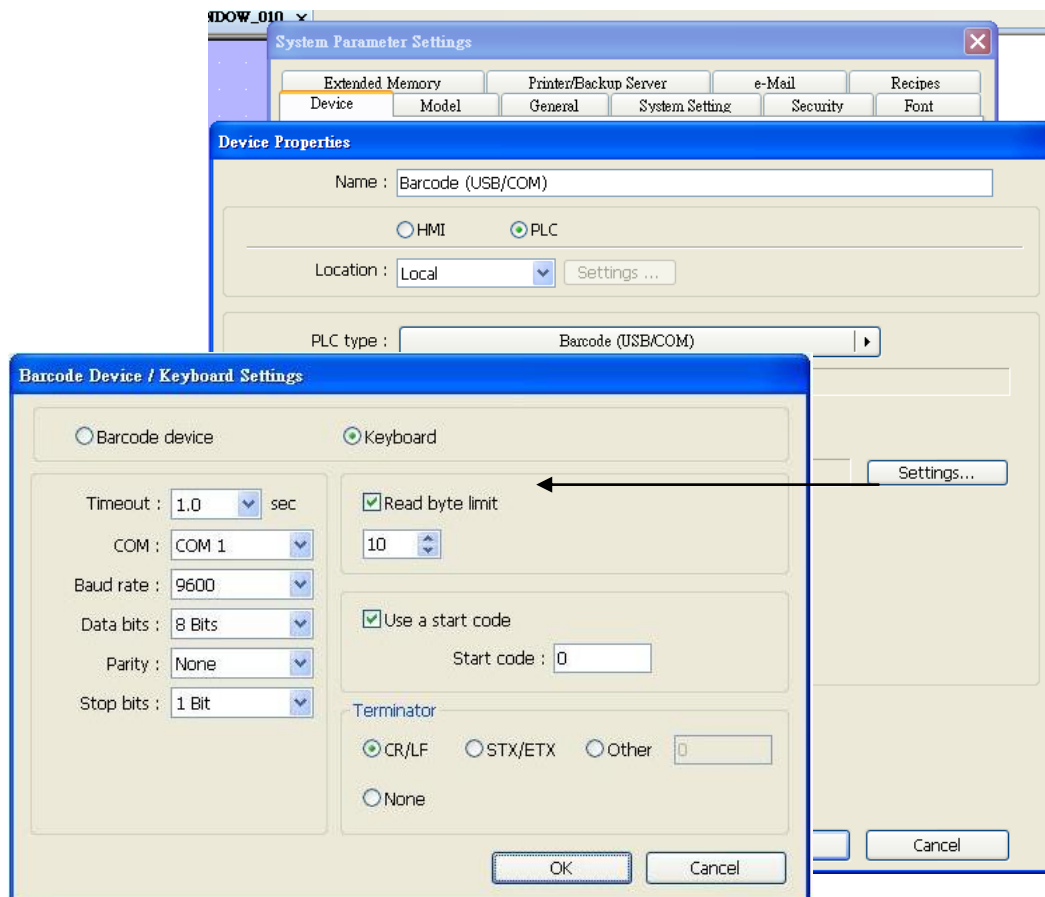 NDOW_010 ×
System Parameter Settings
Extended Memory Printer/Backup Server e-Mail Recipes
Device Model General System Setting Security Font
Device Properties
Name : Barcode (USB/COM)
HMI PLC
Location : Local Settings ...
PLC type : Barcode (USB/COM)
Settings...
Cancel
Barcode Device / Keyboard Settings
Barcode device Keyboard
Timeout : 1.0 sec
COM : COM 1
Baud rate : 9600
Data bits : 8 Bits
Parity : None
Stop bits : 1 Bit
Read byte limit
10
Use a start code
Start code : 0
Terminator
CR/LF STX/ETX Other 0
None
OK Cancel